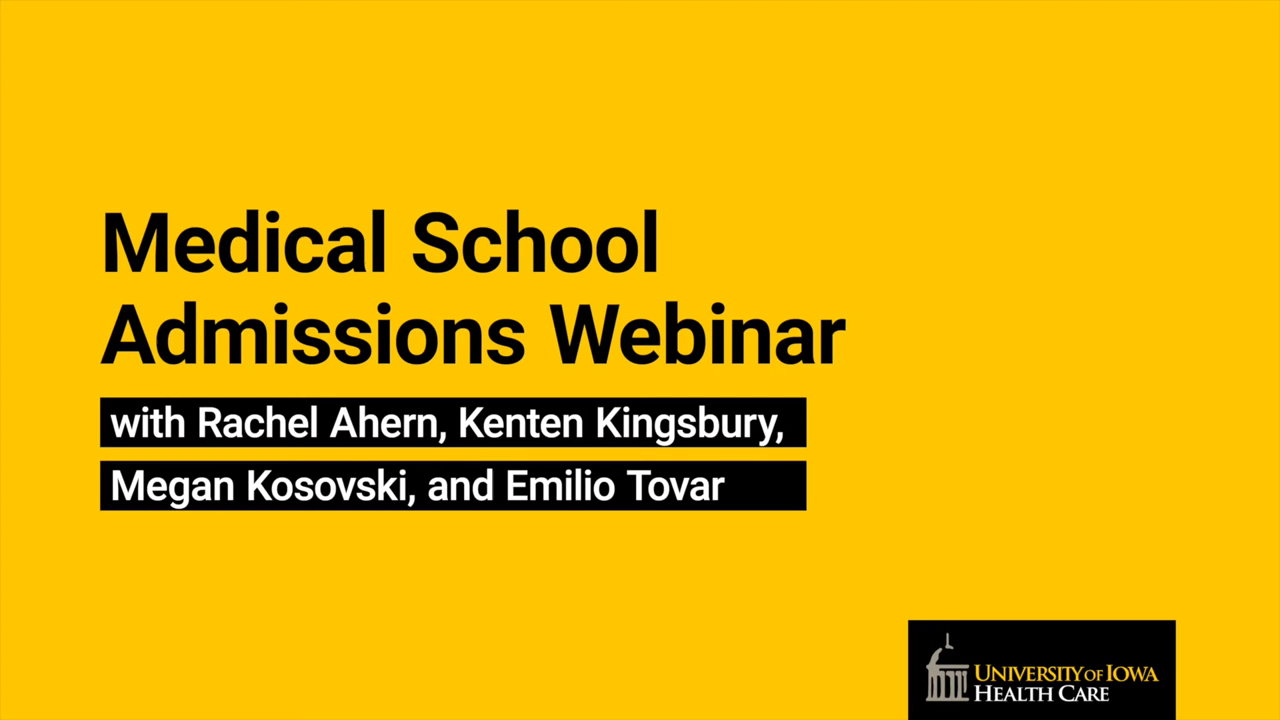 Medical School
Admissions Webinar
with Rachel Ahern, Kenten Kingsbury,
Megan Kosovski, and Emilio Tovar
UNIVERSITY OF IOWA
HEALTH CARE